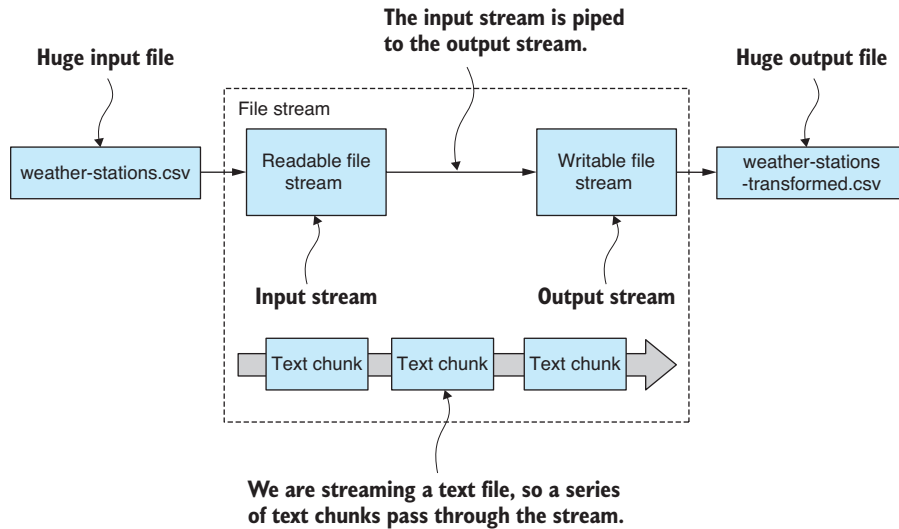 The input stream is piped
to the output stream.
Huge input file
Huge output file
File stream
weather-stations.csv
Readable file
stream
Writable file
stream
weather-stations
-transformed.csv
Input stream
Output stream
Text chunk
Text chunk
Text chunk
We are streaming a text file, so a series
of text chunks pass through the stream.